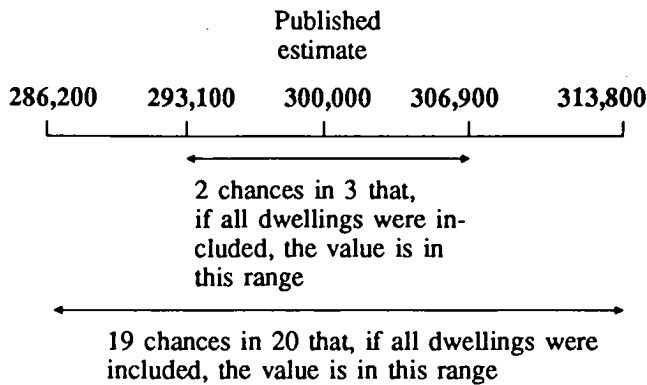 Published
estimate
286,200 293,100 300,000 306,900 313,800
2 chances in 3 that,
if all dwellings were in-
cluded, the value is in
this range
19 chances in 20 that, if all dwellings were
included, the value is in this range